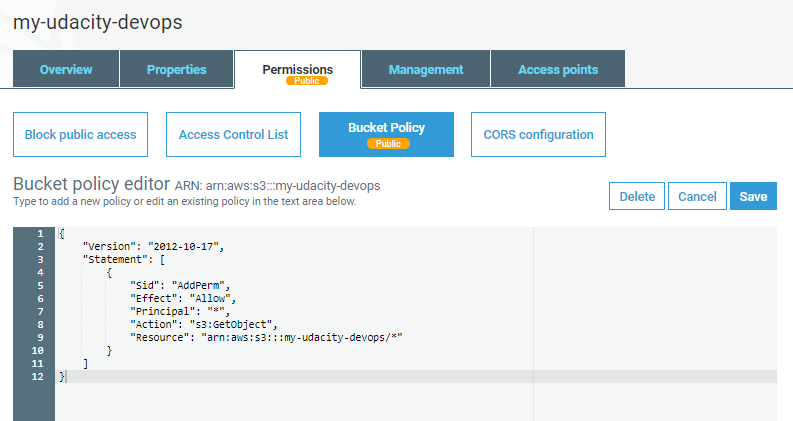 my-udacity-devops
Overview Properties Permissions Management Access points
Public
Block public access Access Control List Bucket Policy CORS configuration
Public
Bucket policy editor ARN: arn:aws:s3:::my-udacity-devops
Type to add a new policy or edit an existing policy in the text area below.
Delete Cancel Save
1 {
2 "Version": "2012-10-17",
3 "Statement": [
4 {
5 "Sid": "AddPerm",
6 "Effect": "Allow",
7 "Principal": "*",
8 "Action": "s3:GetObject",
9 "Resource": "arn:aws:s3:::my-udacity-devops/*"
10 }
11 ]
12 }